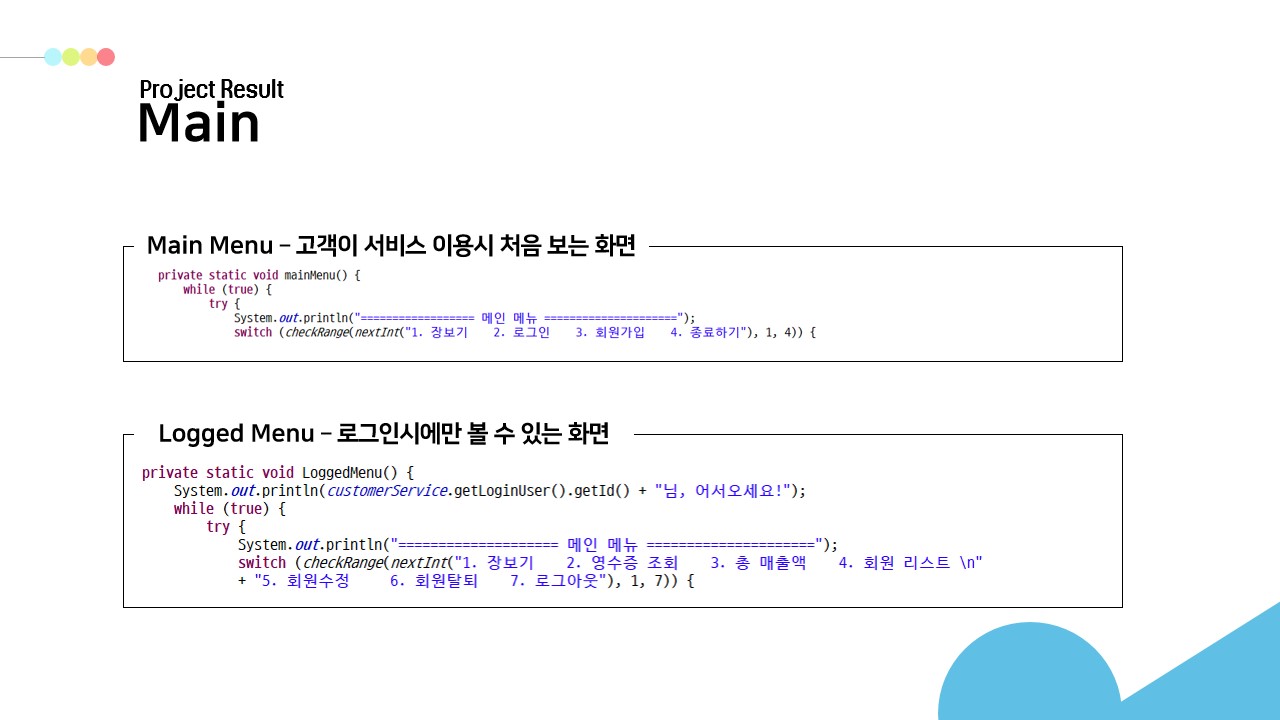 Project Result
Main
Main Menu – 고객이 서비스 이용시 처음 보는 화면
private static void mainMenu() {
while (true) {
try {
System.out.println("================== 메인 메뉴 =====================");
switch (checkRange(nextInt("1. 장보기    2. 로그인    3. 회원가입    4. 종료하기"), 1, 4)) {
Logged Menu – 로그인시에만 볼 수 있는 화면
private static void LoggedMenu() {
System.out.println(customerService.getLoginUser().getId() + "님, 어서오세요!");
while (true) {
try {
System.out.println("==================== 메인 메뉴 =====================");
switch (checkRange(nextInt("1. 장보기    2. 영수증 조회    3. 총 매출액    4. 회원 리스트 \n"
+ "5. 회원수정     6. 회원탈퇴    7. 로그아웃"), 1, 7)) {